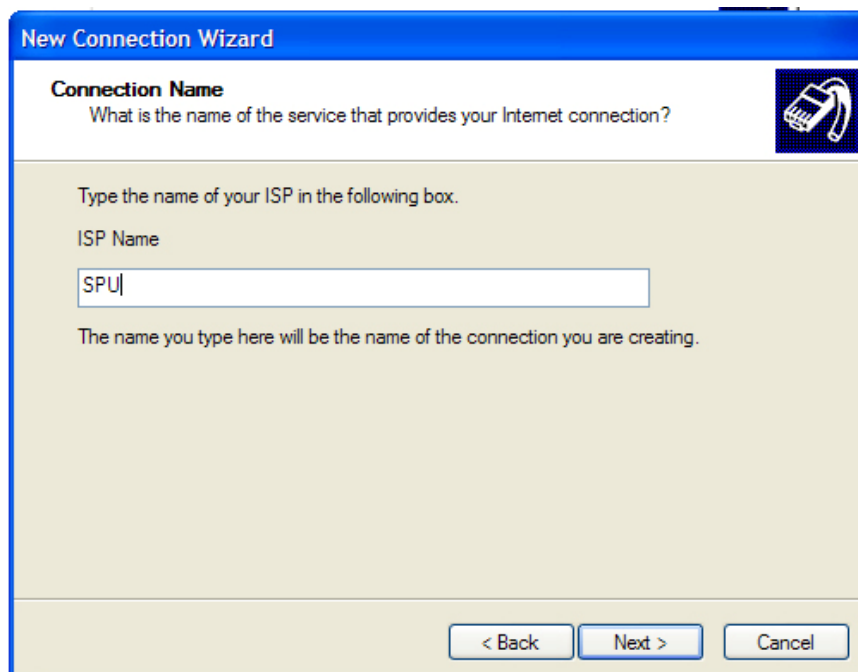 New Connection Wizard
Connection Name
What is the name of the service that provides your Internet connection?
Type the name of your ISP in the following box.
ISP Name
SPU
The name you type here will be the name of the connection you are creating.
< Back Next > Cancel